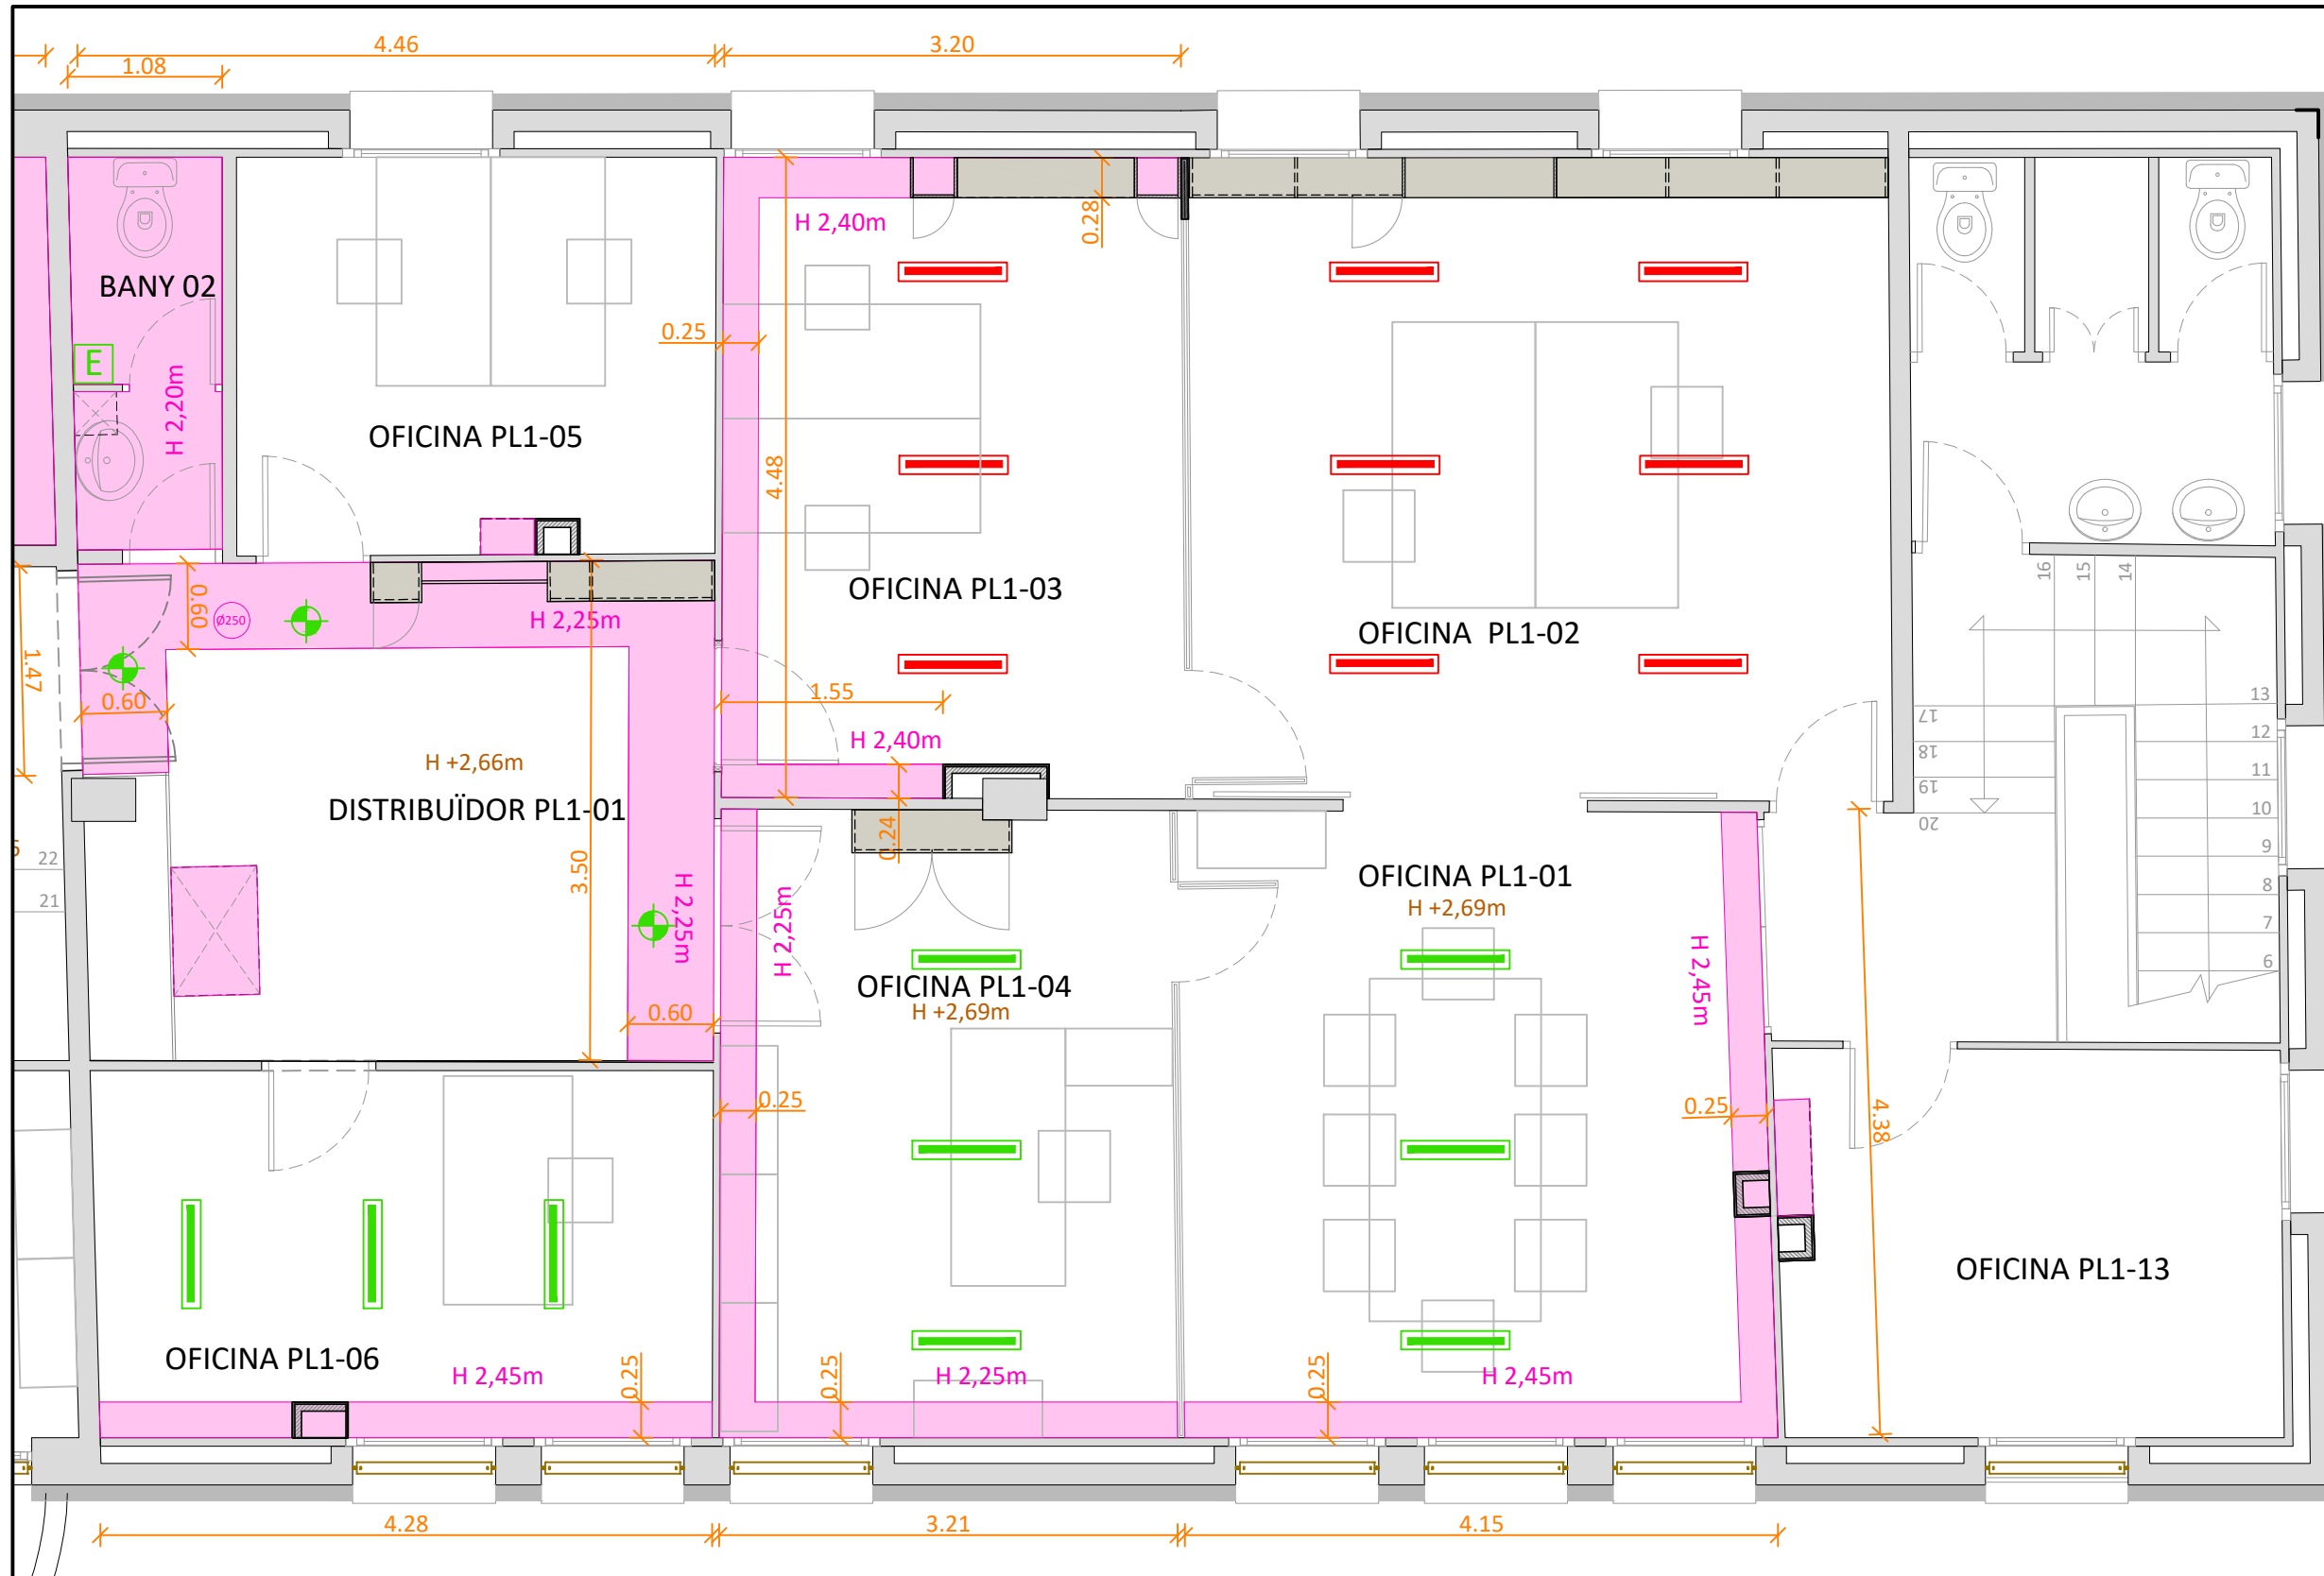 4.46
3.20
1.08
H 2,40m
0.28
BANY 02
E
0.25
H 2,20m
OFICINA PL1-05
4.48
OFICINA PL1-03
OFICINA  PL1-02
16
15
14
0.60
Ø250
H 2,25m
1.47
0.60
1.55
13
17
12
18
H 2,40m
H +2,66m
11
19
DISTRIBUÏDOR PL1-01
10
20
0.24
9
22
3.50
OFICINA PL1-01
8
21
H 2,25m
H 2,25m
H +2,69m
7
H 2,45m
6
OFICINA PL1-04
H +2,69m
0.60
0.25
0.25
4.38
OFICINA PL1-13
OFICINA PL1-06
H 2,45m
0.25
0.25
H 2,25m
0.25
H 2,45m
4.28
3.21
4.15